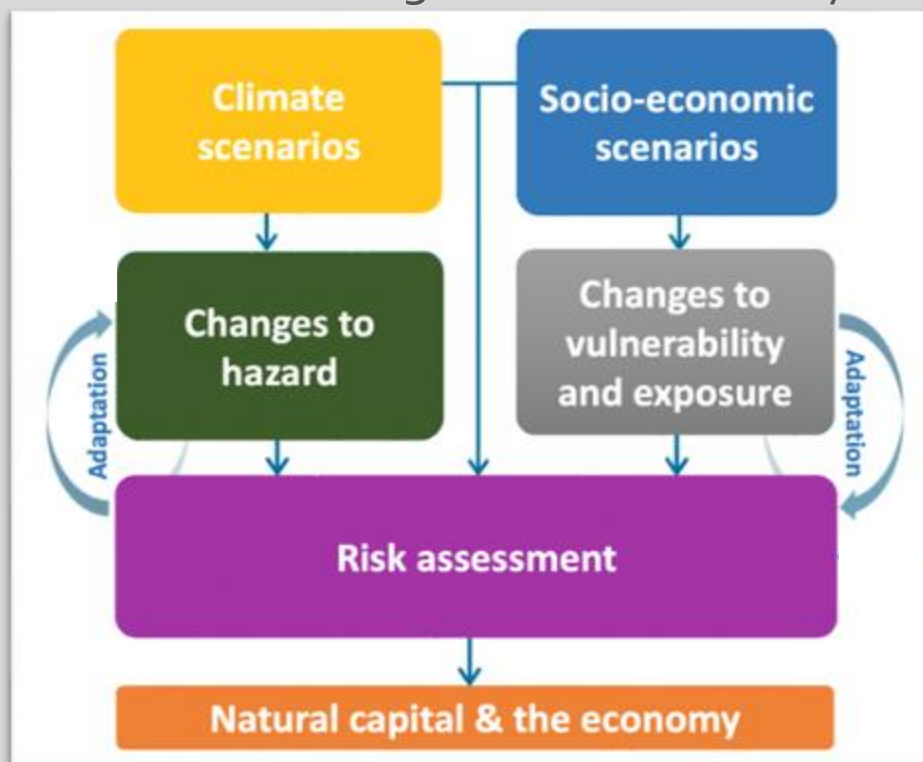 Climate
scenarios
Socio-economic
scenarios
Changes to
hazard
Changes to
vulnerability
and exposure
Adaptation
Adaptation
Risk assessment
Natural capital & the economy